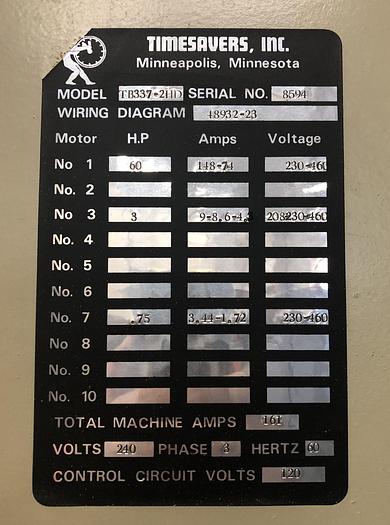 TIMESAVERS, INC.
Minneapolis, Minnesota
MODEL TB337-2HD SERIAL NO. 8594
WIRING DIAGRAM 48932-23
Motor H.P Amps Voltage
No 1 60 148-74 230-460
No. 2
No 3 3 9-8.6-4.3 208-230-460
No. 4
No. 5
No. 6
No. 7 .75 3.44-1.72 230-460
No 8
No. 9
No. 10
TOTAL MACHINE AMPS 161
VOLTS 240 PHASE 3 HERTZ 60
CONTROL CIRCUIT VOLTS 120